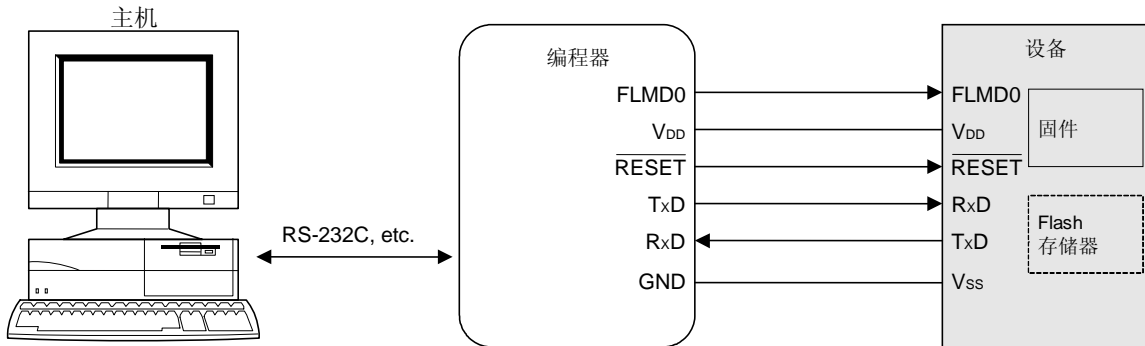 主机
RS-232C, etc.
编程器
FLMD0
VDD
RESET
TxD
RxD
GND
设备
FLMD0
VDD
RESET
RxD
TxD
Vss
固件
Flash
存储器